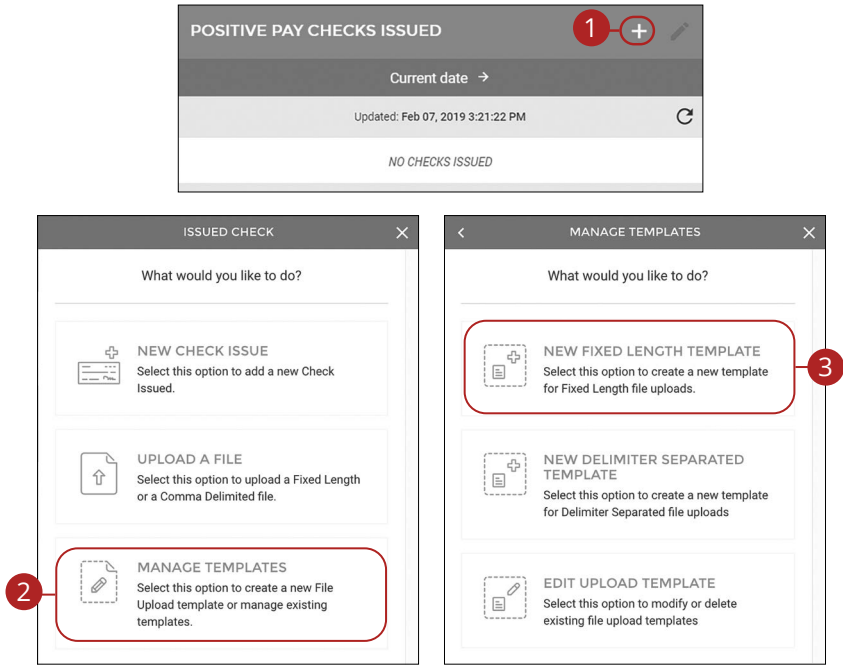 POSITIVE PAY CHECKS ISSUED
1
Current date →
Updated: Feb 07, 2019 3:21:22 PM
NO CHECKS ISSUED
ISSUED CHECK
What would you like to do?
NEW CHECK ISSUE
Select this option to add a new Check
Issued.
UPLOAD A FILE
Select this option to upload a Fixed Length
or a Comma Delimited file.
2
MANAGE TEMPLATES
Select this option to create a new File
Upload template or manage existing
templates.
MANAGE TEMPLATES
What would you like to do?
NEW FIXED LENGTH TEMPLATE
Select this option to create a new template
for Fixed Length file uploads.
3
NEW DELIMITER SEPARATED
TEMPLATE
Select this option to create a new template
for Delimiter Separated file uploads
EDIT UPLOAD TEMPLATE
Select this option to modify or delete
existing file upload templates